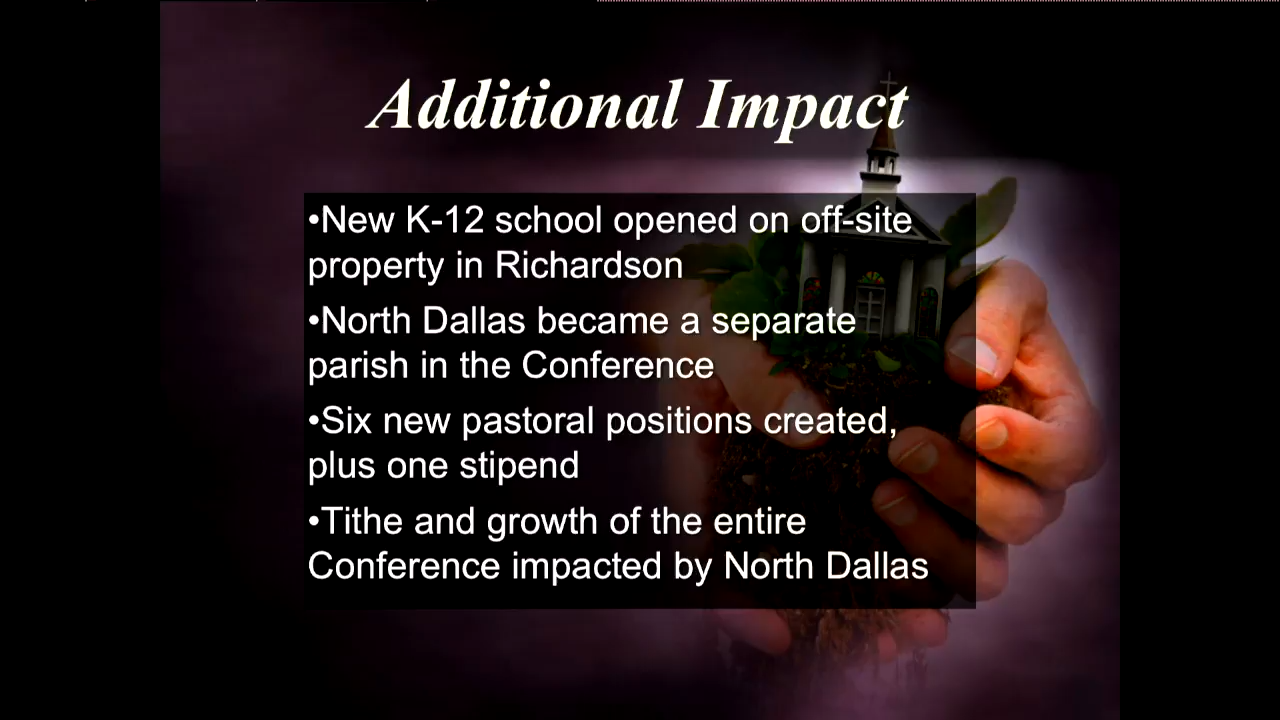 Additional Impact
•New K-12 school opened on off-site
property in Richardson
•North Dallas became a separate
parish in the Conference
•Six new pastoral positions created,
plus one stipend
•Tithe and growth of the entire
Conference impacted by North Dallas